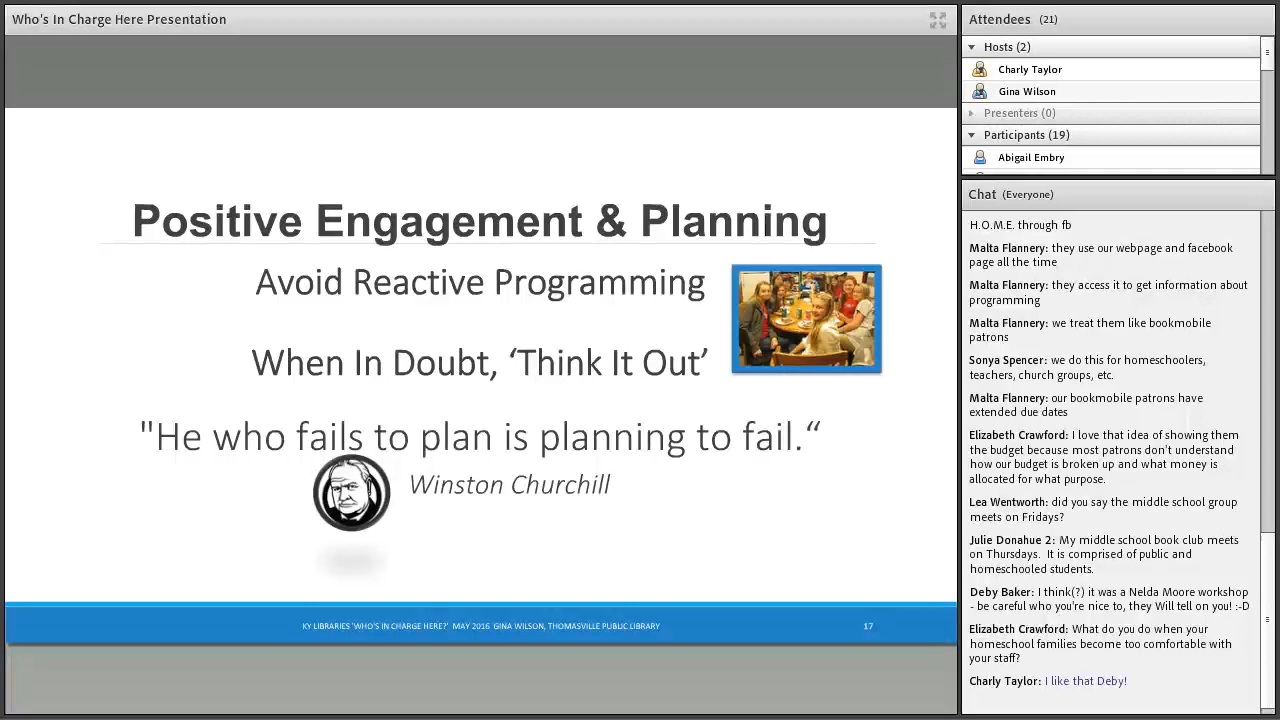 Who's In Charge Here Presentation
Positive Engagement & Planning
Avoid Reactive Programming
When In Doubt, ‘Think It Out’
"He who fails to plan is planning to fail.“
Winston Churchill
KY LIBRARIES 'WHO'S IN CHARGE HERE?' MAY 2016 GINA WILSON, THOMASVILLE PUBLIC LIBRARY
17
Attendees (21)
Hosts (2)
Charly Taylor
Gina Wilson
Presenters (0)
Participants (19)
Abigail Embry
Chat (Everyone)
H.O.M.E. through fb
Malta Flannery: they use our webpage and facebook
page all the time
Malta Flannery: they access it to get information about
programming
Malta Flannery: we treat them like bookmobile
patrons
Sonya Spencer: we do this for homeschoolers,
teachers, church groups, etc.
Malta Flannery: our bookmobile patrons have
extended due dates
Elizabeth Crawford: I love that idea of showing them
the budget because most patrons don't understand
how our budget is broken up and what money is
allocated for what purpose.
Lea Wentworth: did you say the middle school group
meets on Fridays?
Julie Donahue 2: My middle school book club meets
on Thursdays. It is comprised of public and
homeschooled students.
Deby Baker: I think(?) it was a Nelda Moore workshop
- be careful who you're nice to, they Will tell on you! :-D
Elizabeth Crawford: What do you do when your
homeschool families become too comfortable with
your staff?
Charly Taylor: I like that Deby!